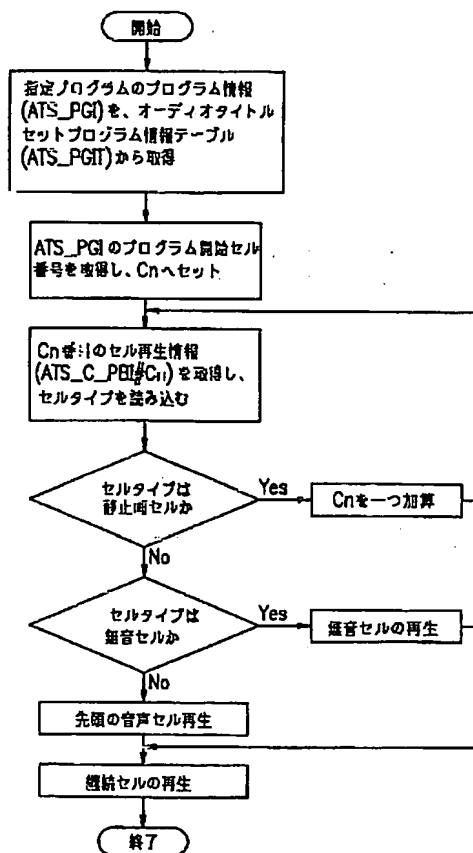 開始
指定プログラムのプログラム情報
(ATS_PGI)を、オーディオタイトル
セットプログラム情報テーブル
(ATS_PGIT)から取得
ATS_PGIのプログラム開始セル
番号を取得し、Cnへセット
Cn番目のセル再生情報
(ATS_C_PBI#Cn)を取得し、
セルタイプを読み込む
セルタイプは
静止画セルか
Yes
Cnを一つ加算
No
セルタイプは
無音セルか
Yes
無音セルの再生
No
先頭の音声セル再生
継続セルの再生
終了